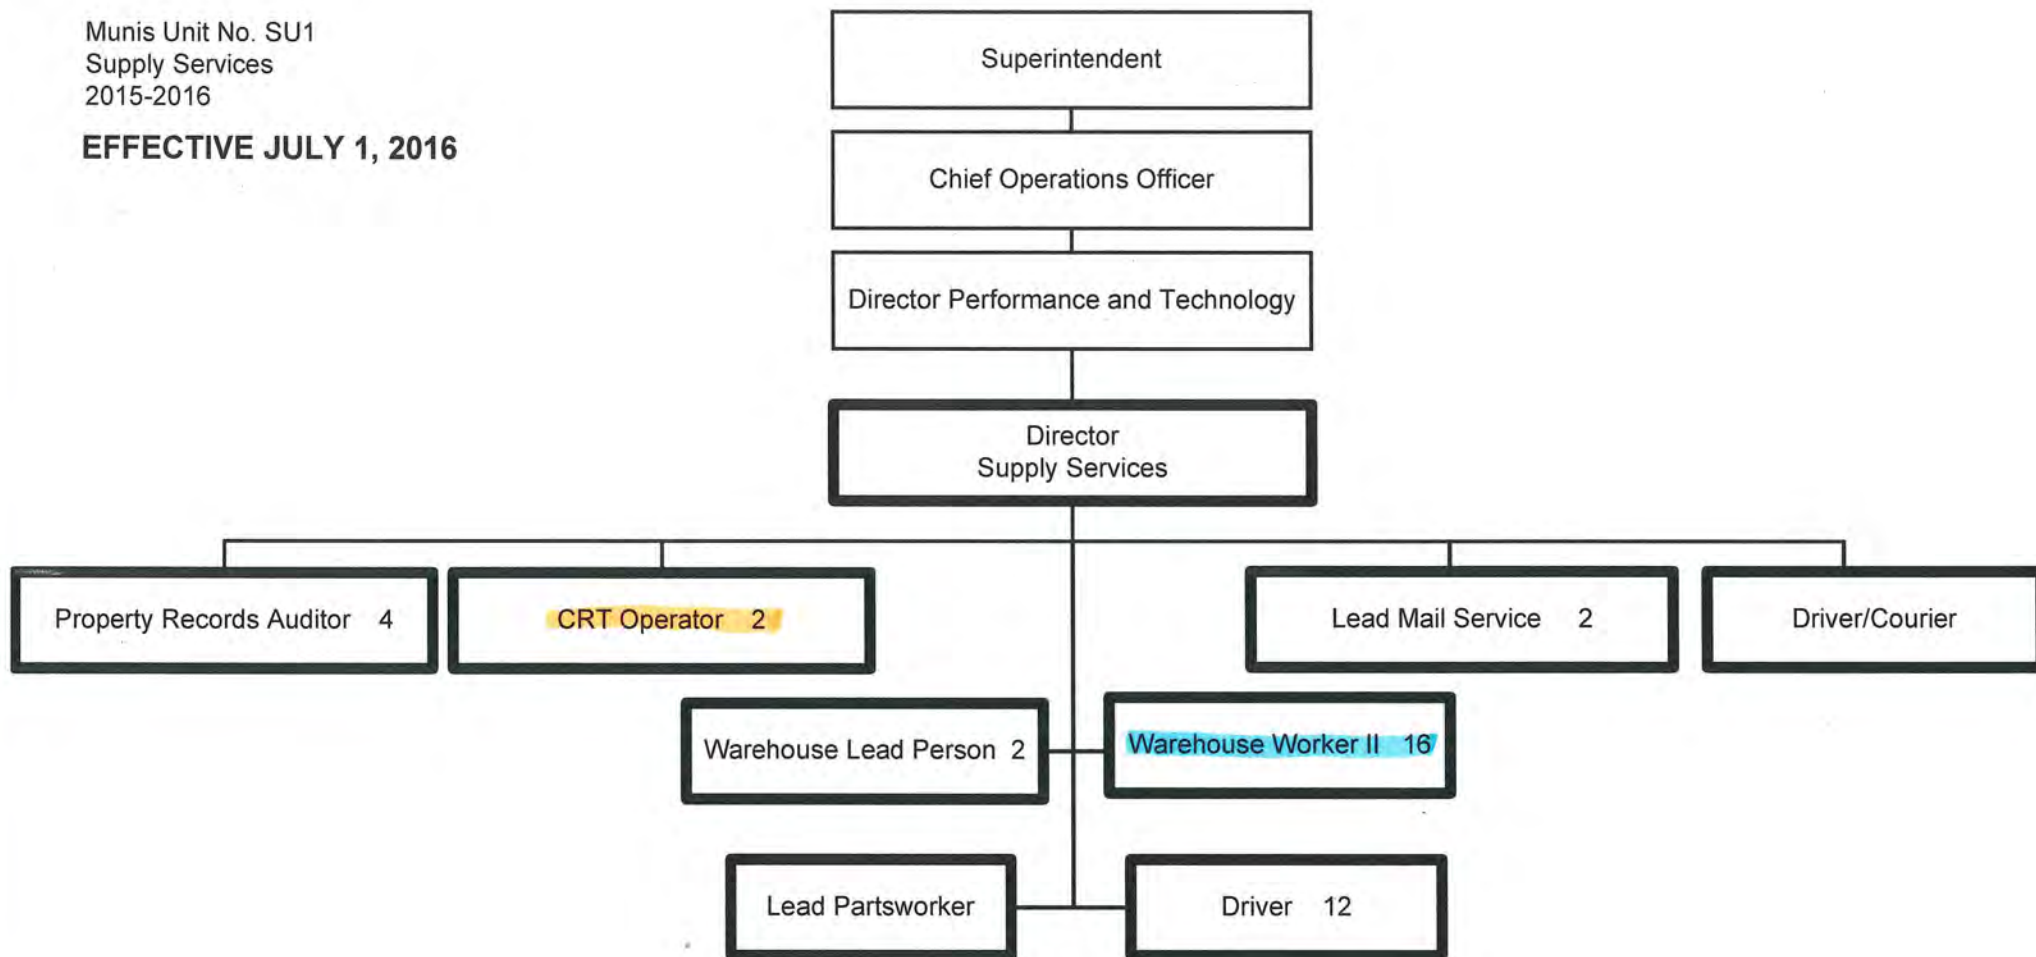 Munis Unit No. SU1
Supply Services
2015-2016
EFFECTIVE JULY 1, 2016
Superintendent
Chief Operations Officer
Director Performance and Technology
Director
Supply Services
Property Records Auditor 4
CRT Operator 2
Lead Mail Service 2
Driver/Courier
Warehouse Lead Person 2
Warehouse Worker II 16
Lead Partsworker
Driver 12